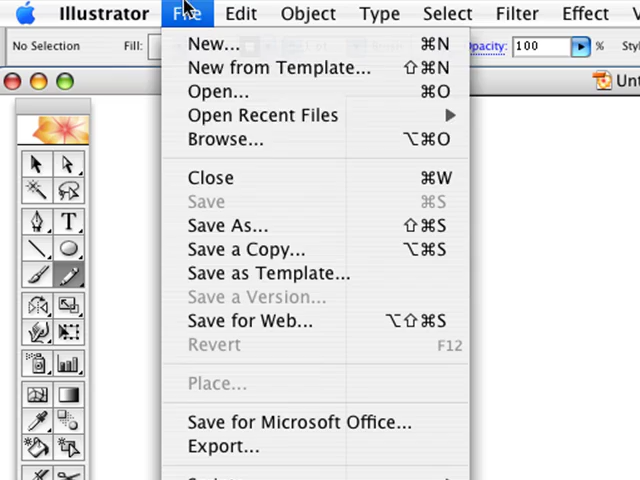 Illustrator File Edit Object Type Select Filter Effect View
No Selection Fill: Opacity: 100 % Sty
New... ⌘N
New from Template... ⇧⌘N
Open... ⌘O
Open Recent Files
Browse... ⌥⌘O
Close ⌘W
Save ⌘S
Save As... ⇧⌘S
Save a Copy... ⌥⌘S
Save as Template...
Save a Version...
Save for Web... ⌥⇧⌘S
Revert F12
Place...
Save for Microsoft Office...
Export...